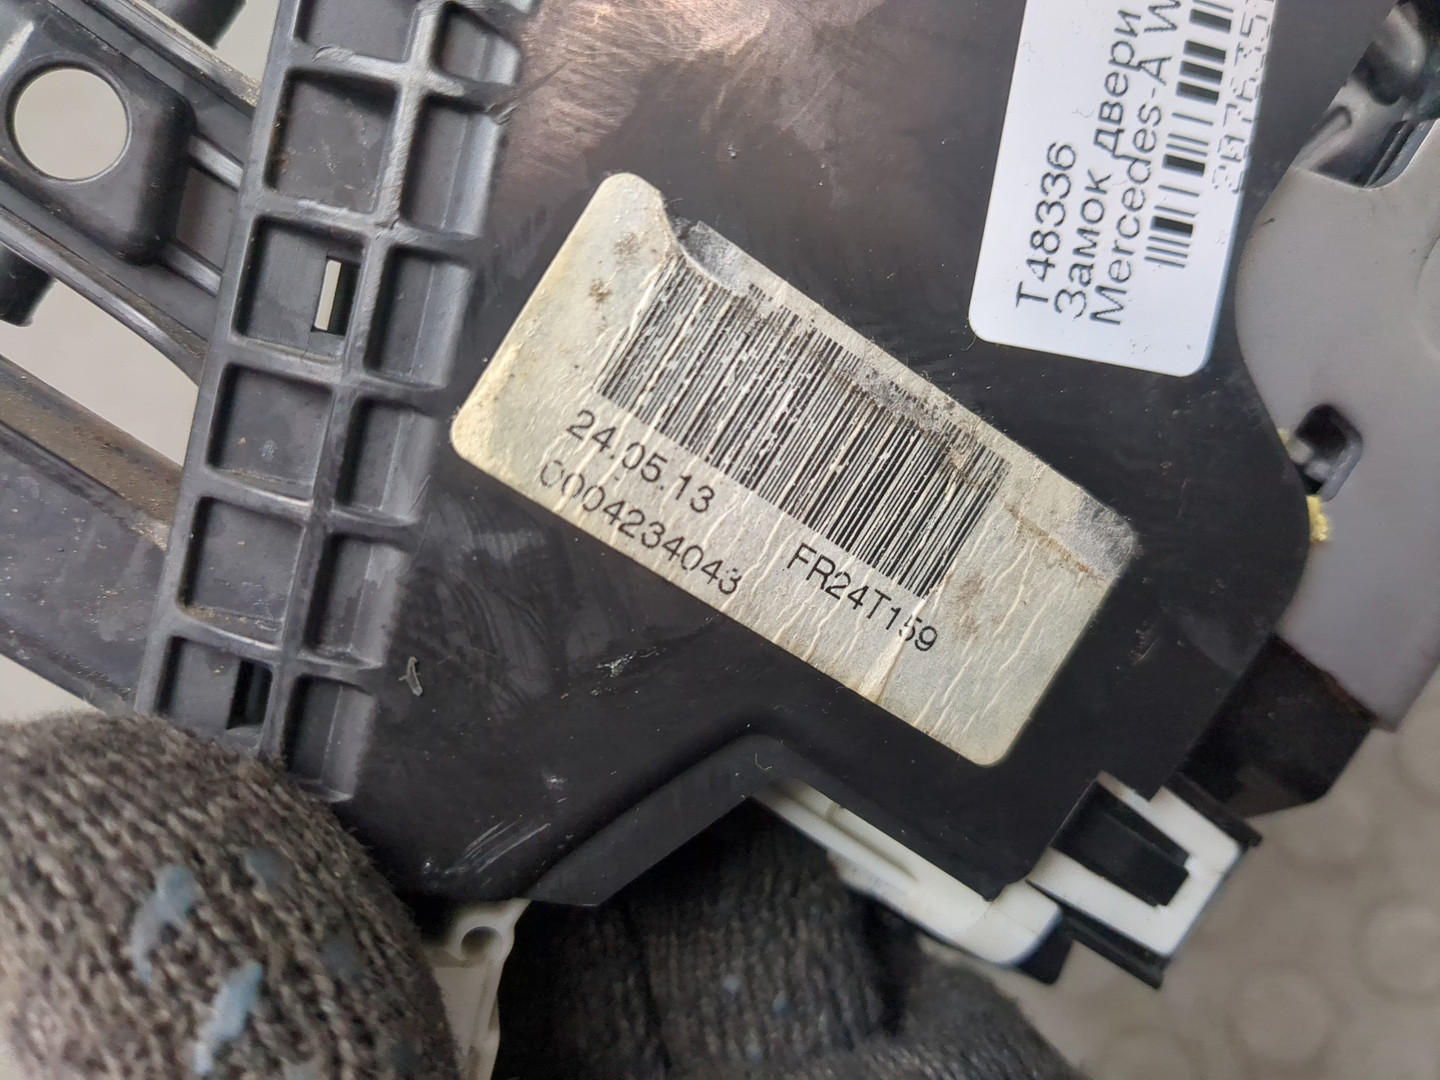 T48336
Замок двери
Mercedes-A W
24.05.13
FR24T159
0004234043